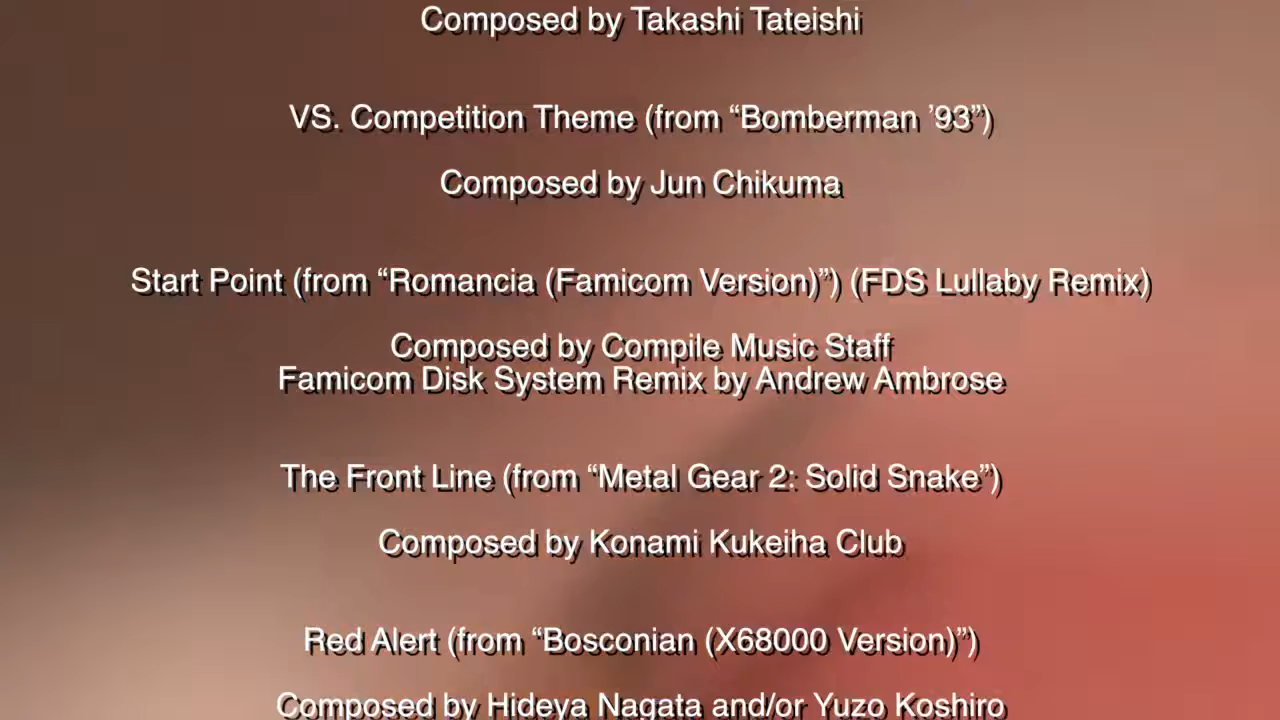 Composed by Takashi Tateishi
VS. Competition Theme (from “Bomberman ’93”)
Composed by Jun Chikuma
Start Point (from “Romancia (Famicom Version)”) (FDS Lullaby Remix)
Composed by Compile Music Staff
Famicom Disk System Remix by Andrew Ambrose
The Front Line (from “Metal Gear 2: Solid Snake”)
Composed by Konami Kukeiha Club
Red Alert (from “Bosconian (X68000 Version)”)
Composed by Hideya Nagata and/or Yuzo Koshiro